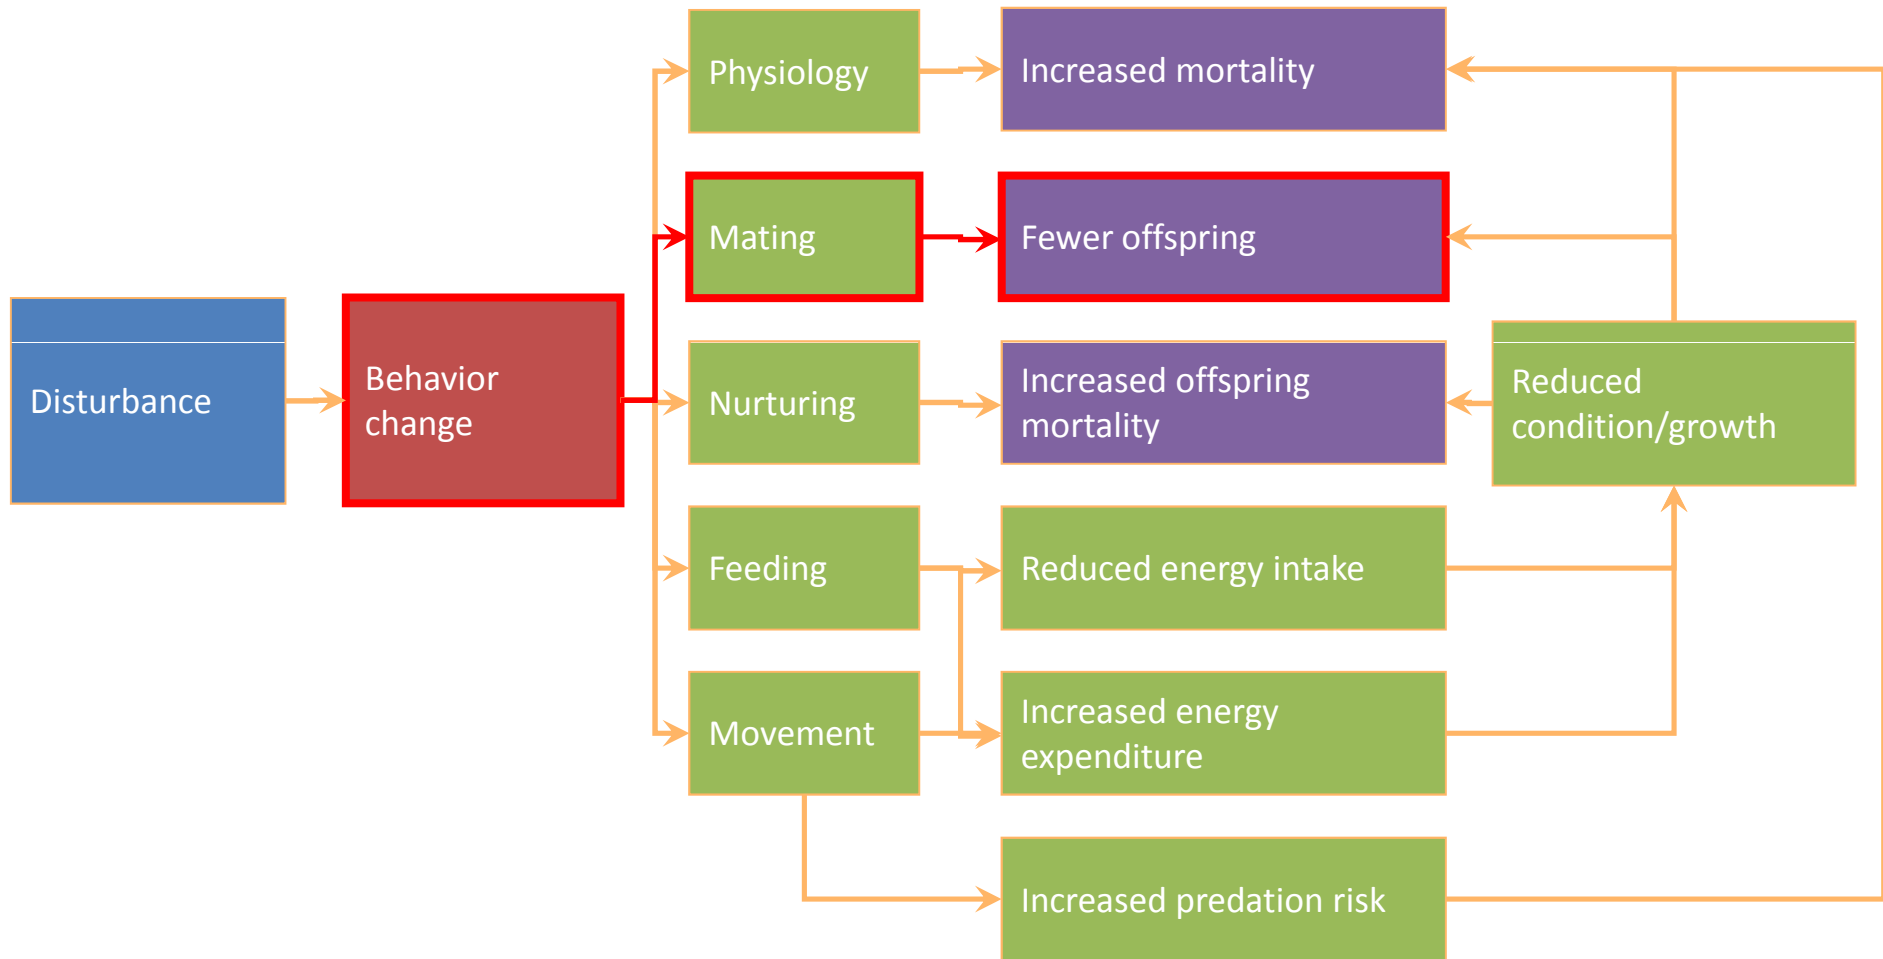 Physiology
Increased mortality
Mating
Fewer offspring
Disturbance
Behavior
change
Nurturing
Increased offspring
mortality
Reduced
condition/growth
Feeding
Reduced energy intake
Movement
Increased energy
expenditure
Increased predation risk